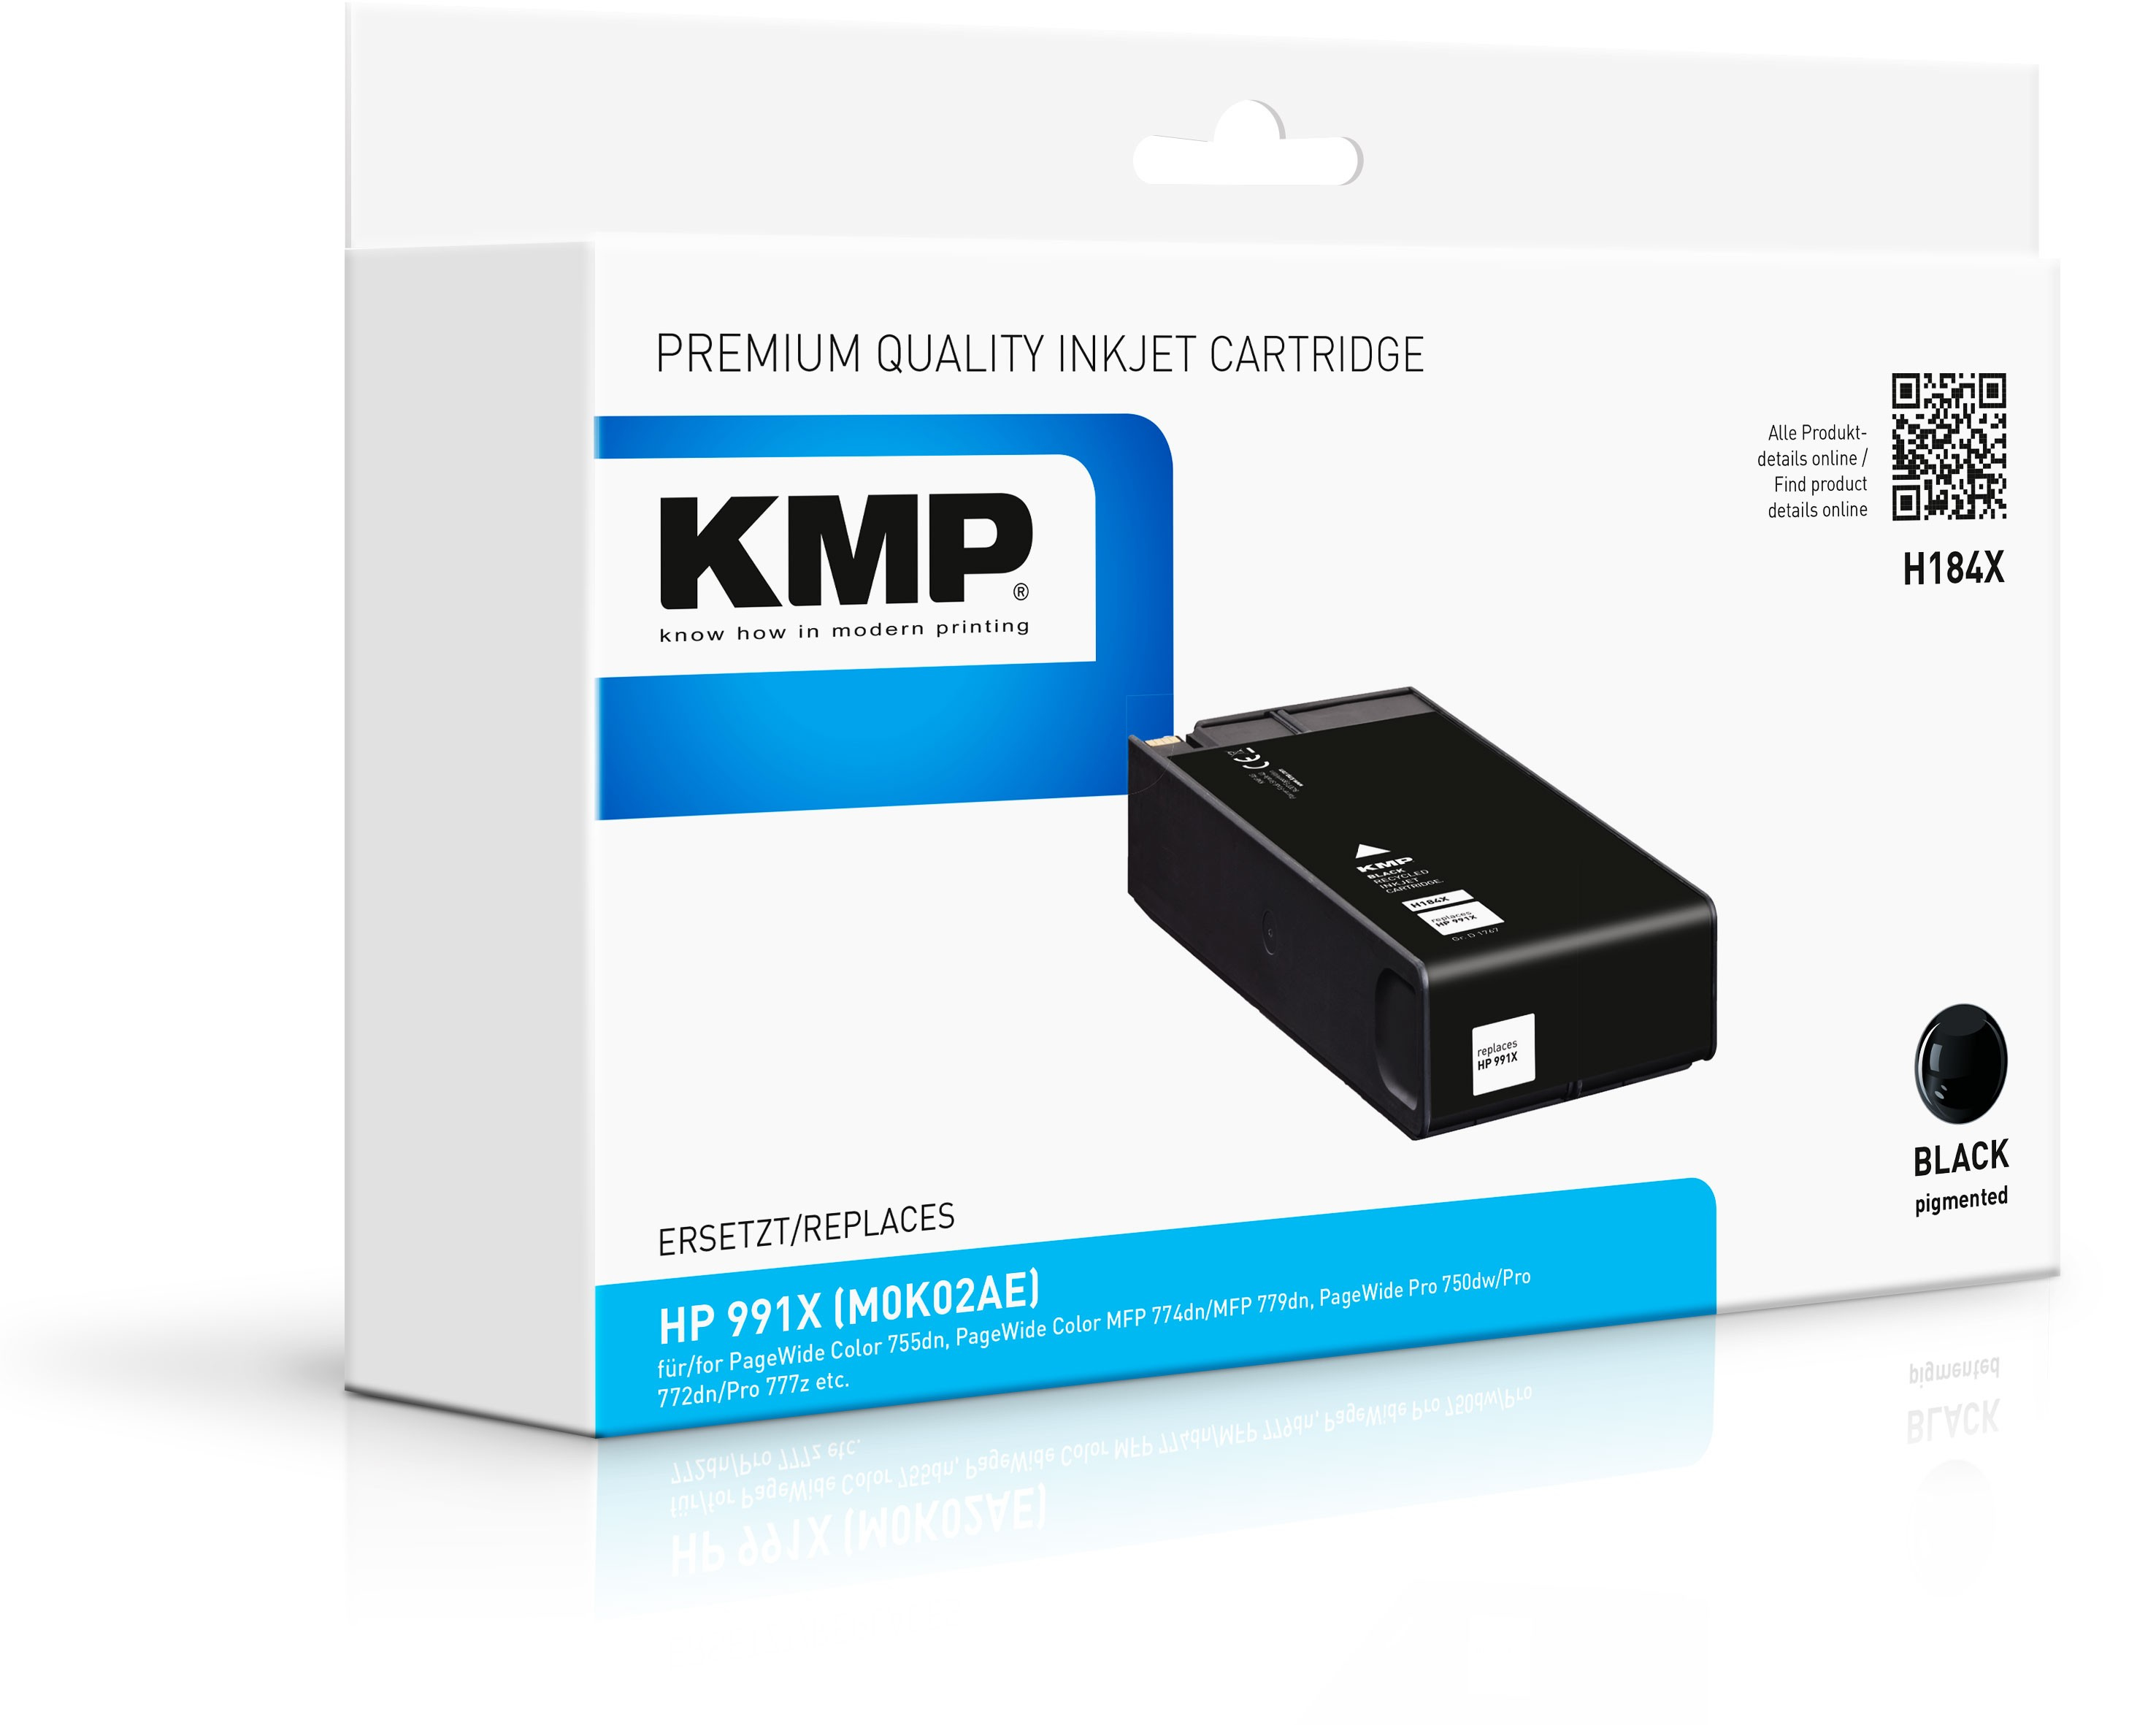 PREMIUM QUALITY INKJET CARTRIDGE
KMP®
know how in modern printing
Alle Produkt-
details online /
Find product
details online
H184X
KMP
BLACK
RECYCLED
INKJET
CARTRIDGE
H184X
replaces
HP 991X
Gr. D 1767
replaces
HP 991X
BLACK
pigmented
ERSETZT/REPLACES
HP 991X (M0K02AE)
für/for PageWide Color 755dn, PageWide Color MFP 774dn/MFP 779dn, PageWide Pro 750dw/Pro
772dn/Pro 777z etc.